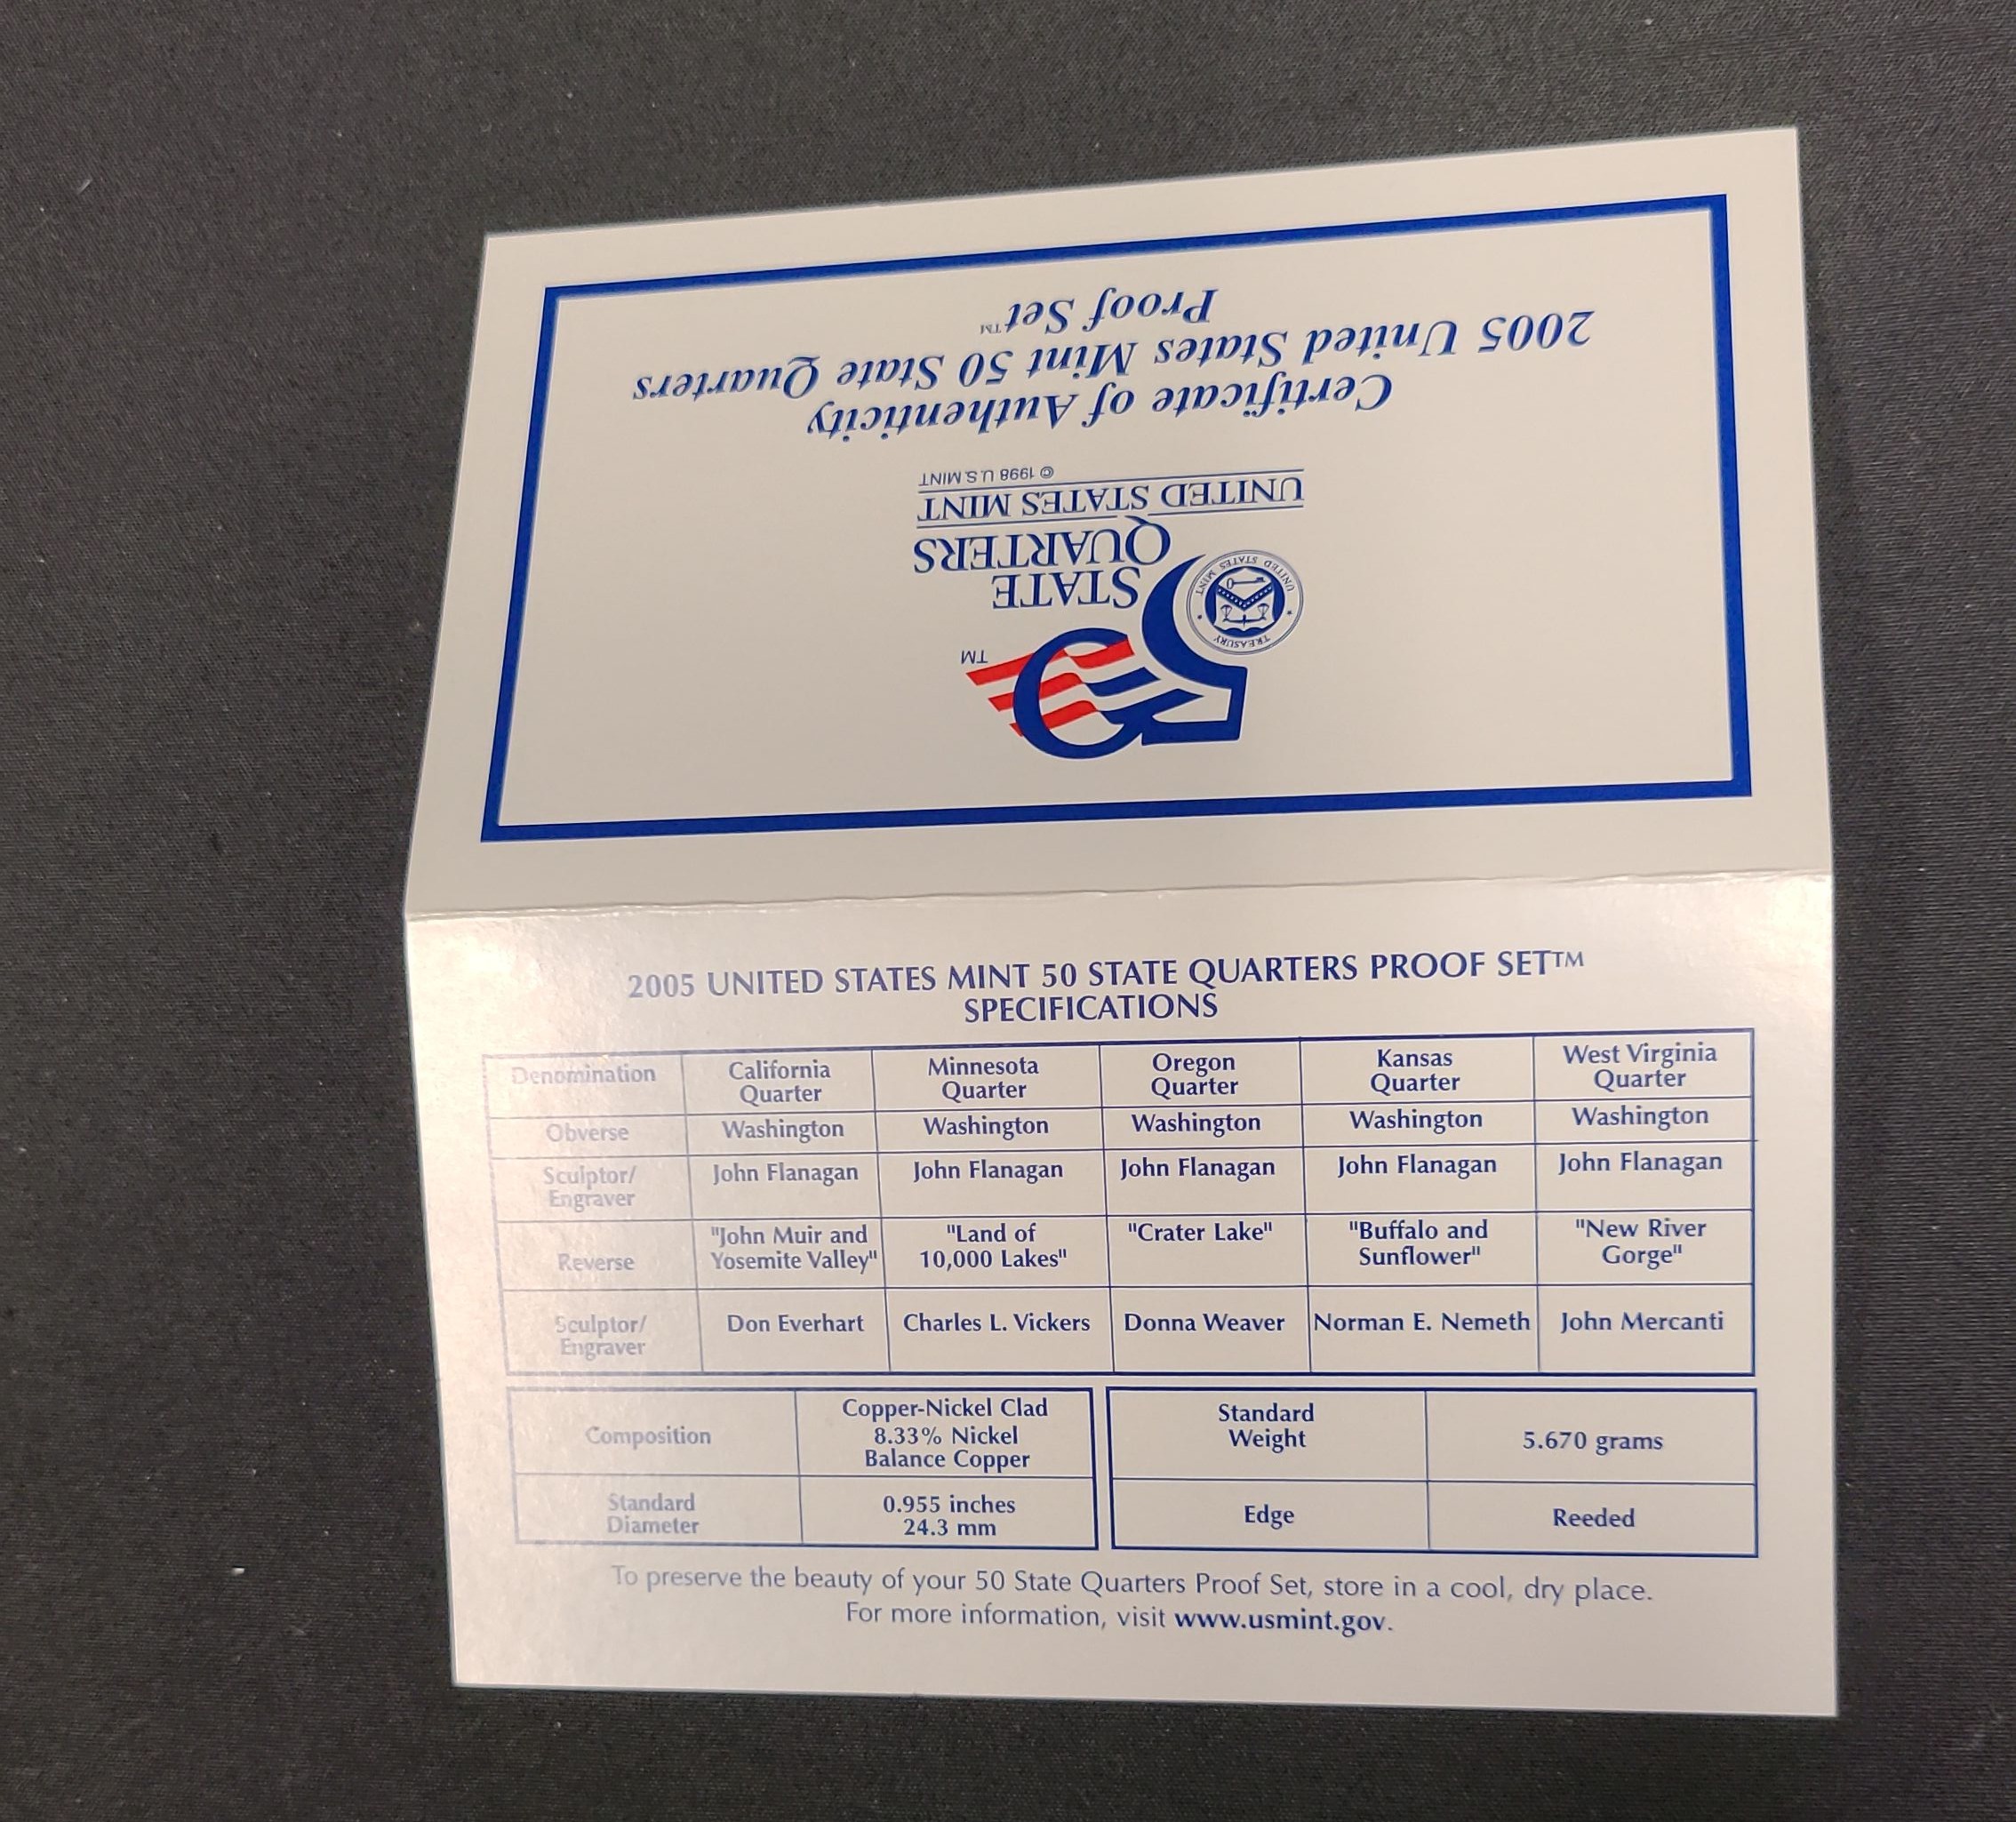 Certificate of Authenticity
2005 United States Mint 50 State Quarters
Proof Set™
50
TM
STATE
QUARTERS
UNITED STATES MINT
© 1998 U.S. MINT
TREASURY
UNITED STATES MINT
2005 UNITED STATES MINT 50 STATE QUARTERS PROOF SET™
SPECIFICATIONS
Denomination
California
Quarter
Minnesota
Quarter
Oregon
Quarter
Kansas
Quarter
West Virginia
Quarter
Obverse
Washington
Washington
Washington
Washington
Washington
Sculptor/
Engraver
John Flanagan
John Flanagan
John Flanagan
John Flanagan
John Flanagan
Reverse
"John Muir and
Yosemite Valley"
"Land of
10,000 Lakes"
"Crater Lake"
"Buffalo and
Sunflower"
"New River
Gorge"
Sculptor/
Engraver
Don Everhart
Charles L. Vickers
Donna Weaver
Norman E. Nemeth
John Mercanti
Composition
Copper-Nickel Clad
8.33% Nickel
Balance Copper
Standard
Weight
5.670 grams
Standard
Diameter
0.955 inches
24.3 mm
Edge
Reeded
To preserve the beauty of your 50 State Quarters Proof Set, store in a cool, dry place.
For more information, visit www.usmint.gov.